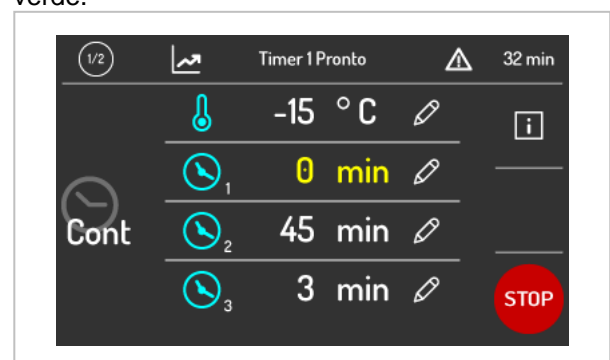 verde.
1/2 Timer 1 Pronto 32 min
-15 °C
i
1 0 min
Cont
2 45 min
3 3 min
STOP